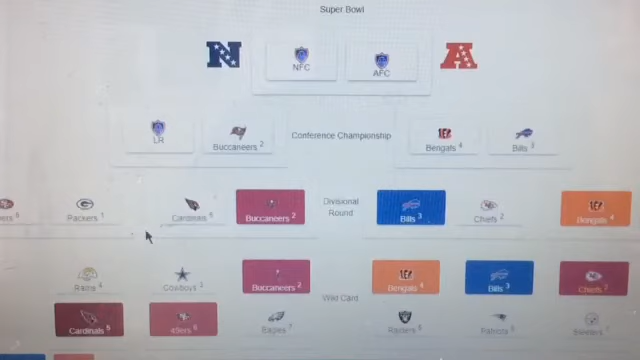 Super Bowl
N
NFC
AFC
A
LR
Buccaneers 2
Conference Championship
Bengals 4
Bills 3
Packers 1
Cardinals 5
Buccaneers 2
Divisional
Round
Bills 3
Chiefs 2
Bengals 4
Rams 4
Cowboys 3
Buccaneers 2
Wild Card
Bengals 4
Bills 3
Chiefs 2
Cardinals 5
49ers 6
Eagles 7
Raiders 5
Patriots 6
Steelers 7